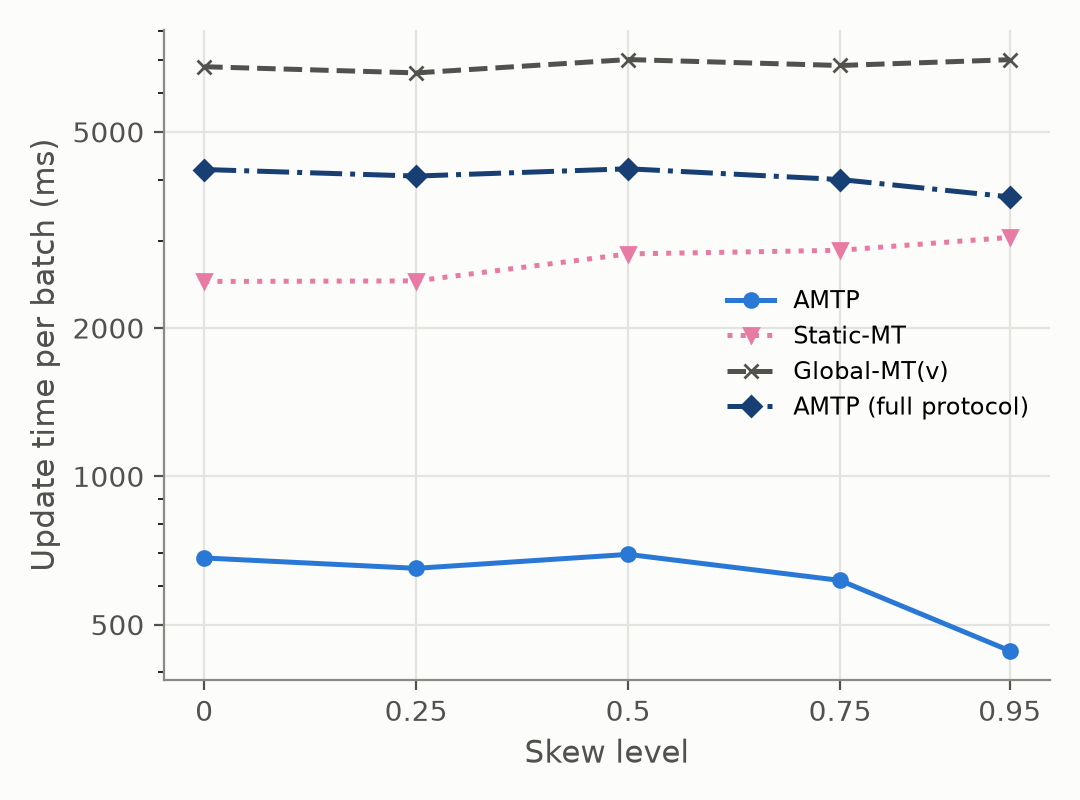 Update time per batch (ms)
5000
2000
1000
500
AMTP
Static-MT
Global-MT(v)
AMTP (full protocol)
0
0.25
0.5
0.75
0.95
Skew level